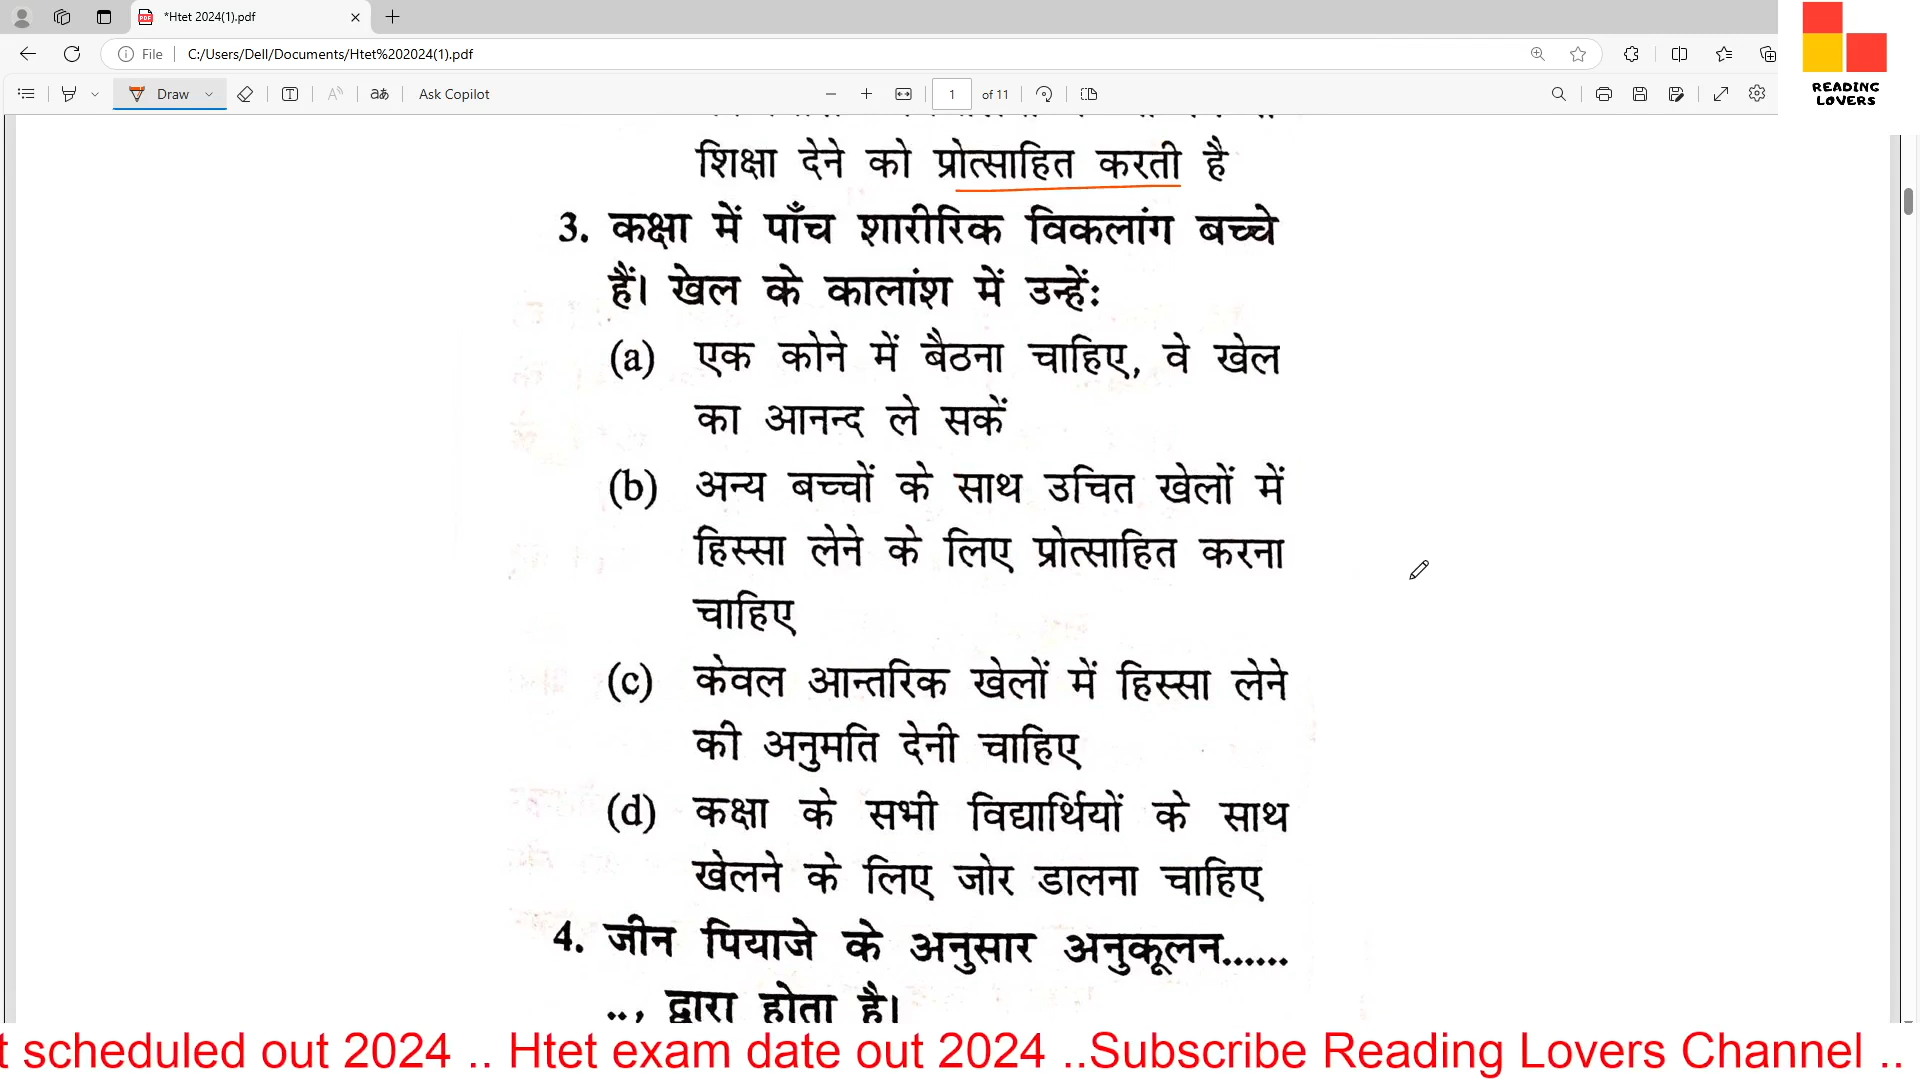 *Htet 2024(1).pdf
File C:/Users/Dell/Documents/Htet%202024(1).pdf
Draw aあ Ask Copilot 1 of 11
READING
LOVERS
शिक्षा देने को प्रोत्साहित करती है
3. कक्षा में पाँच शारीरिक विकलांग बच्चे
हैं। खेल के कालांश में उन्हें:
(a) एक कोने में बैठना चाहिए, वे खेल
का आनन्द ले सकें
(b) अन्य बच्चों के साथ उचित खेलों में
हिस्सा लेने के लिए प्रोत्साहित करना
चाहिए
(c) केवल आन्तरिक खेलों में हिस्सा लेने
की अनुमति देनी चाहिए
(d) कक्षा के सभी विद्यार्थियों के साथ
खेलने के लिए जोर डालना चाहिए
4. जीन पियाजे के अनुसार अनुकूलन......
.., द्वारा होता है।
t scheduled out 2024 .. Htet exam date out 2024 ..Subscribe Reading Lovers Channel ..